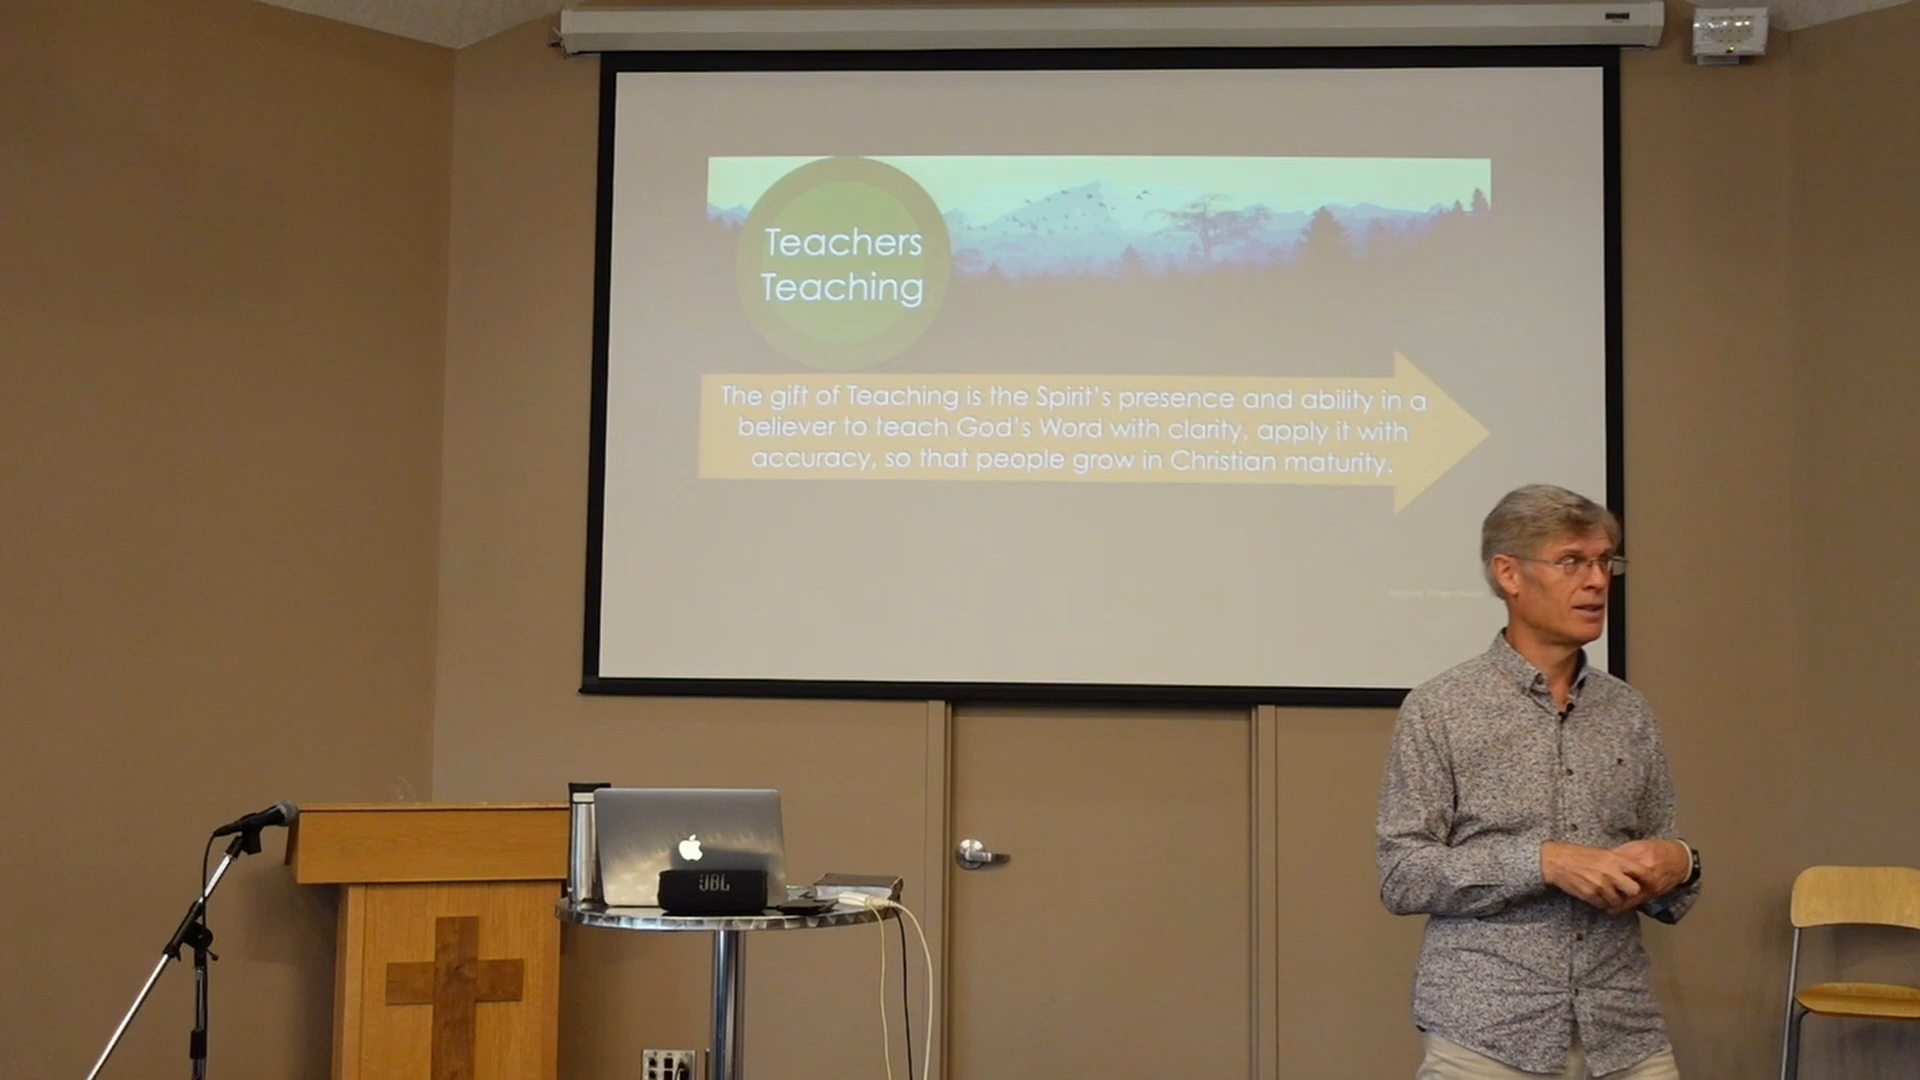 Teachers
Teaching
The gift of Teaching is the Spirit's presence and ability in a
believer to teach God's Word with clarity, apply it with
accuracy, so that people grow in Christian maturity.
JBL